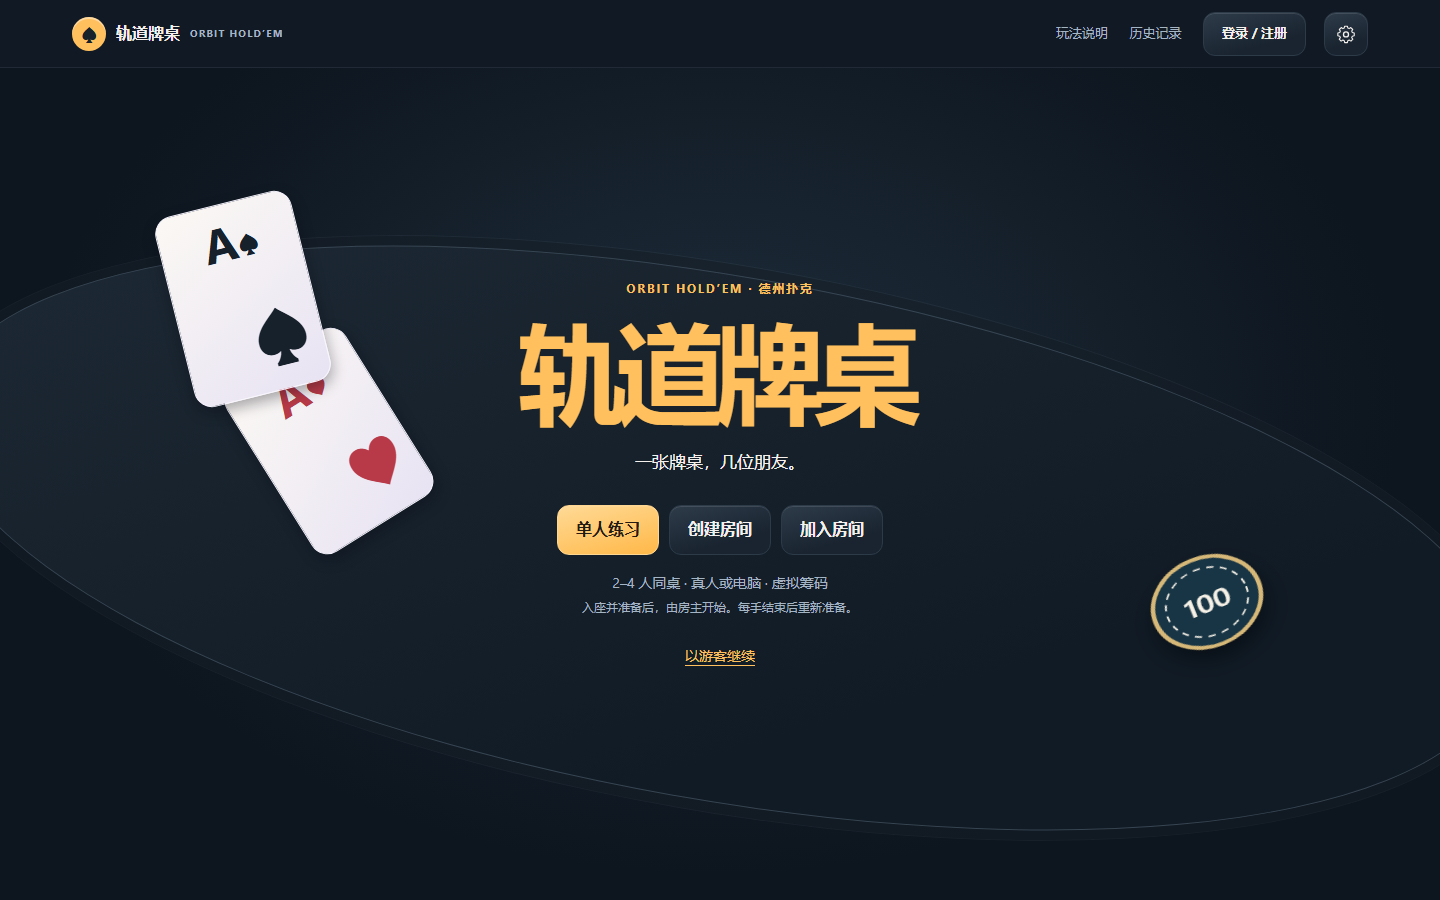 轨道牌桌 ORBIT HOLD'EM
玩法说明 历史记录 登录 / 注册
A♠
A♥
ORBIT HOLD'EM · 德州扑克
轨道牌桌
一张牌桌，几位朋友。
单人练习 创建房间 加入房间
2–4 人同桌 · 真人或电脑 · 虚拟筹码
入座并准备后，由房主开始。每手结束后重新准备。
100
以游客继续